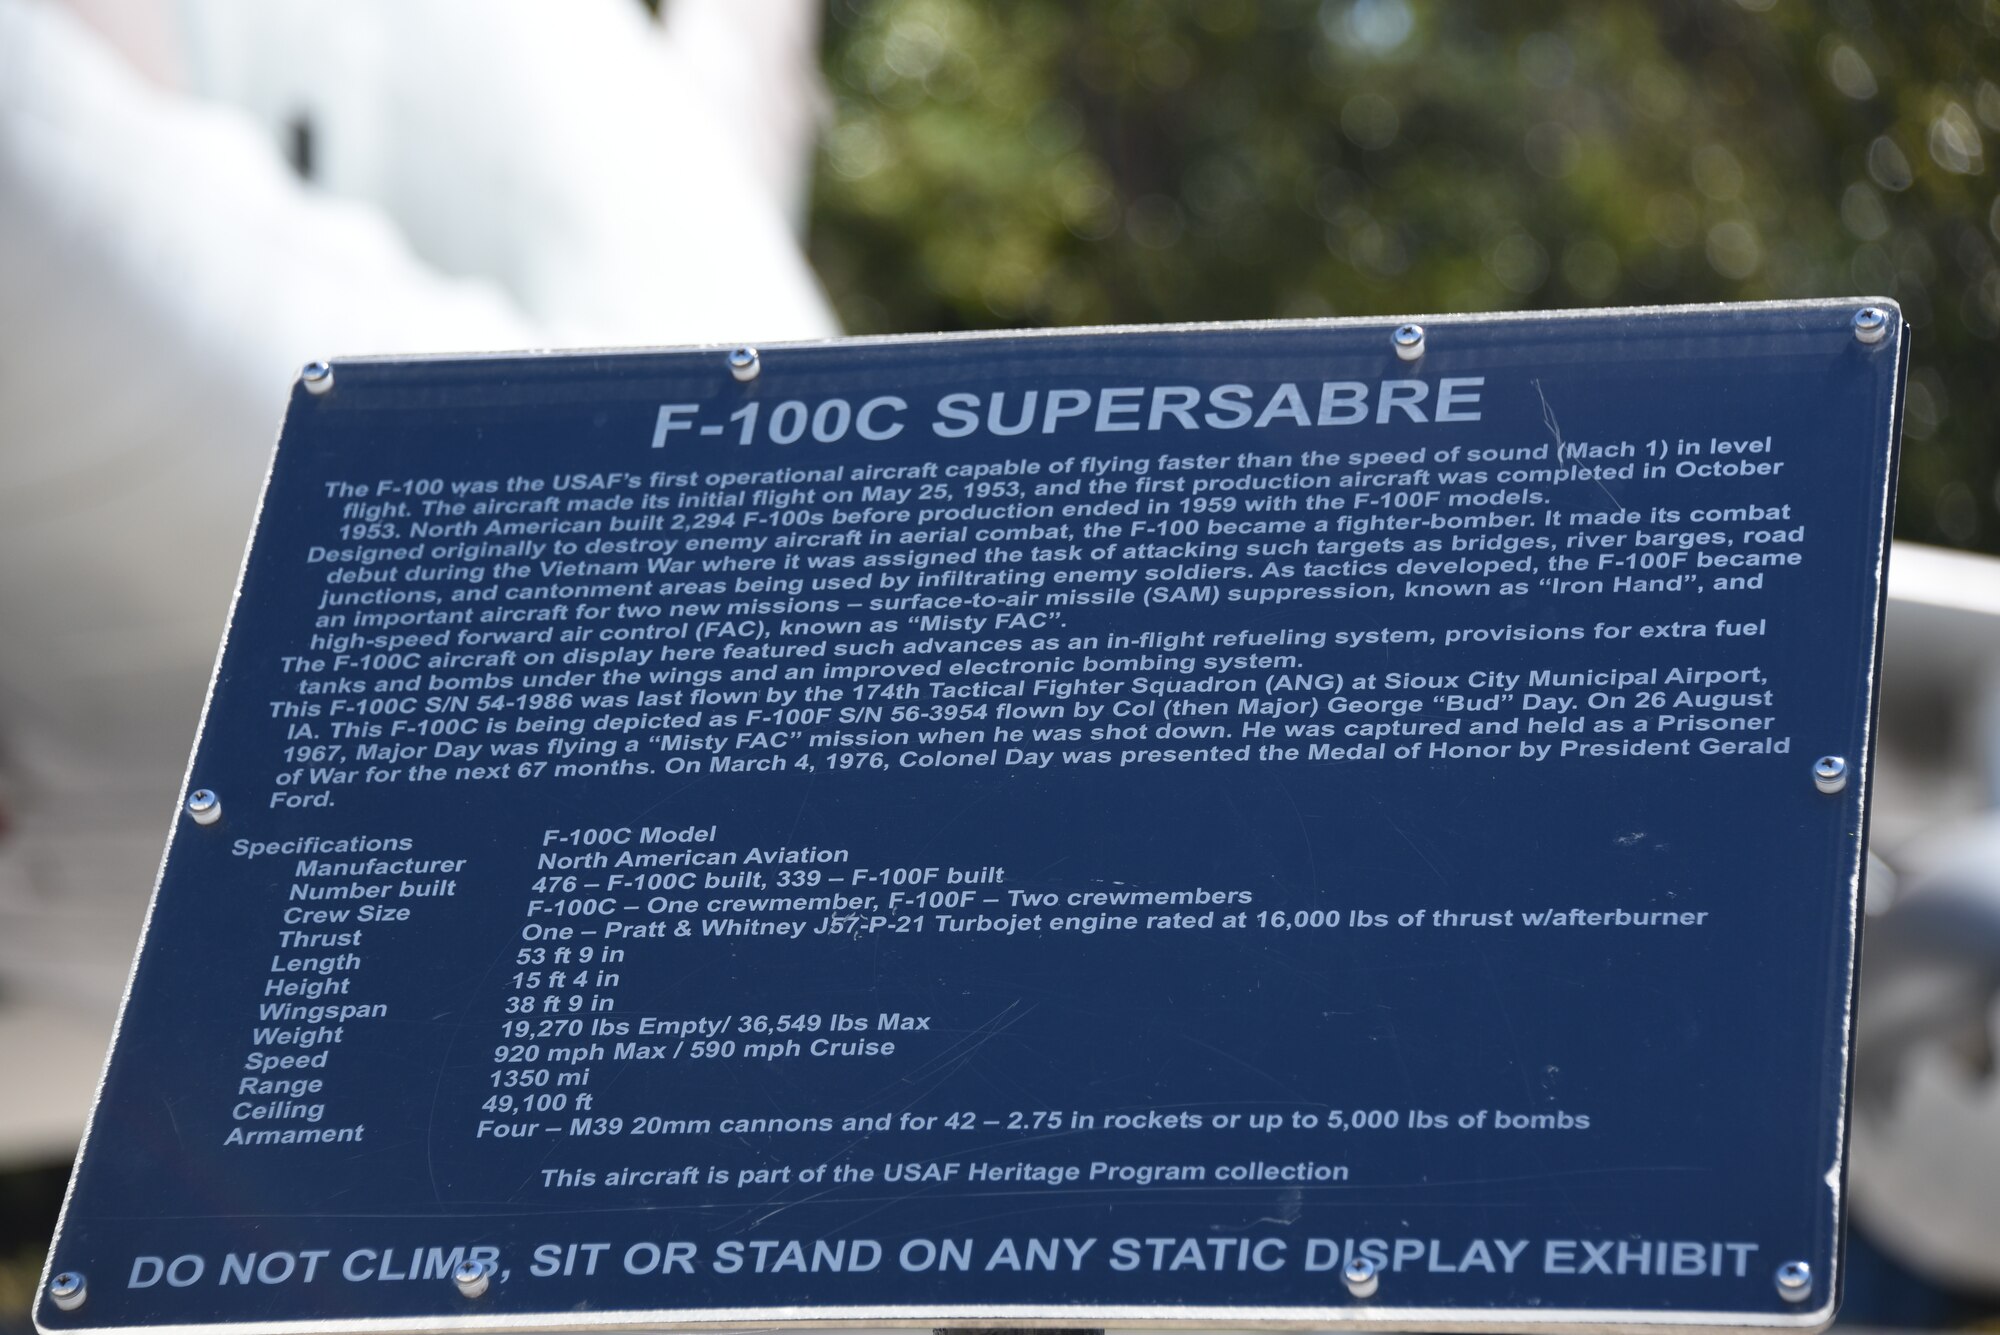 F-100C SUPERSABRE
The F-100 was the USAF's first operational aircraft capable of flying faster than the speed of sound (Mach 1) in level
flight. The aircraft made its initial flight on May 25, 1953, and the first production aircraft was completed in October
1953. North American built 2,294 F-100s before production ended in 1959 with the F-100F models.
Designed originally to destroy enemy aircraft in aerial combat, the F-100 became a fighter-bomber. It made its combat
debut during the Vietnam War where it was assigned the task of attacking such targets as bridges, river barges, road
junctions, and cantonment areas being used by infiltrating enemy soldiers. As tactics developed, the F-100F became
an important aircraft for two new missions – surface-to-air missile (SAM) suppression, known as “Iron Hand”, and
high-speed forward air control (FAC), known as “Misty FAC”.
The F-100C aircraft on display here featured such advances as an in-flight refueling system, provisions for extra fuel
tanks and bombs under the wings and an improved electronic bombing system.
This F-100C S/N 54-1986 was last flown by the 174th Tactical Fighter Squadron (ANG) at Sioux City Municipal Airport,
IA. This F-100C is being depicted as F-100F S/N 56-3954 flown by Col (then Major) George “Bud” Day. On 26 August
1967, Major Day was flying a “Misty FAC” mission when he was shot down. He was captured and held as a Prisoner
of War for the next 67 months. On March 4, 1976, Colonel Day was presented the Medal of Honor by President Gerald
Ford.
Specifications F-100C Model
Manufacturer North American Aviation
Number built 476 – F-100C built, 339 – F-100F built
Crew Size F-100C – One crewmember, F-100F – Two crewmembers
Thrust One – Pratt & Whitney J57-P-21 Turbojet engine rated at 16,000 lbs of thrust w/afterburner
Length 53 ft 9 in
Height 15 ft 4 in
Wingspan 38 ft 9 in
Weight 19,270 lbs Empty/ 36,549 lbs Max
Speed 920 mph Max / 590 mph Cruise
Range 1350 mi
Ceiling 49,100 ft
Armament Four – M39 20mm cannons and for 42 – 2.75 in rockets or up to 5,000 lbs of bombs
This aircraft is part of the USAF Heritage Program collection
DO NOT CLIMB, SIT OR STAND ON ANY STATIC DISPLAY EXHIBIT